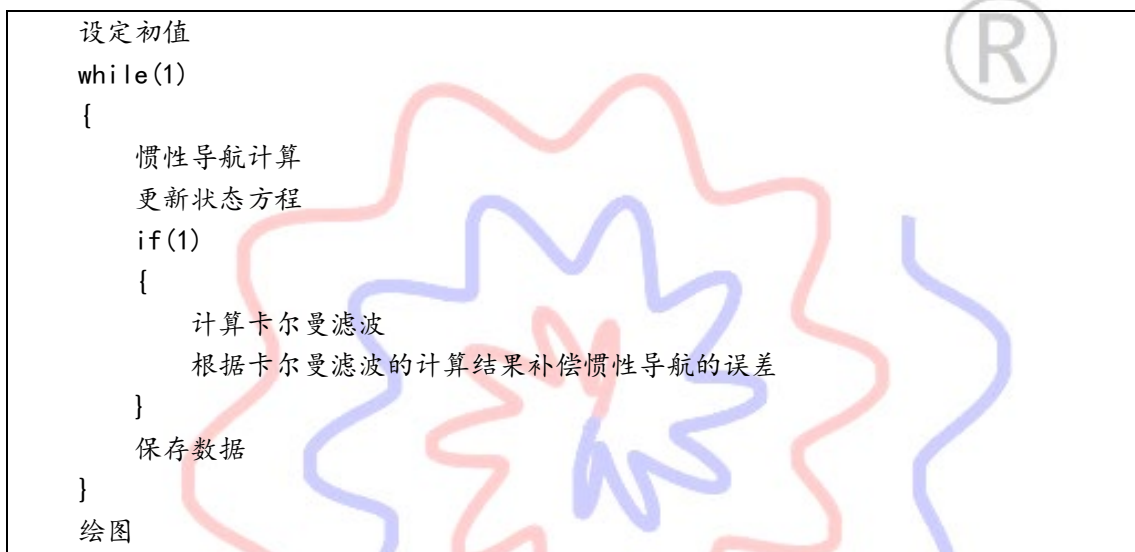 设定初值
while(1)
{
惯性导航计算
更新状态方程
if(1)
{
计算卡尔曼滤波
根据卡尔曼滤波的计算结果补偿惯性导航的误差
}
保存数据
}
绘图
®